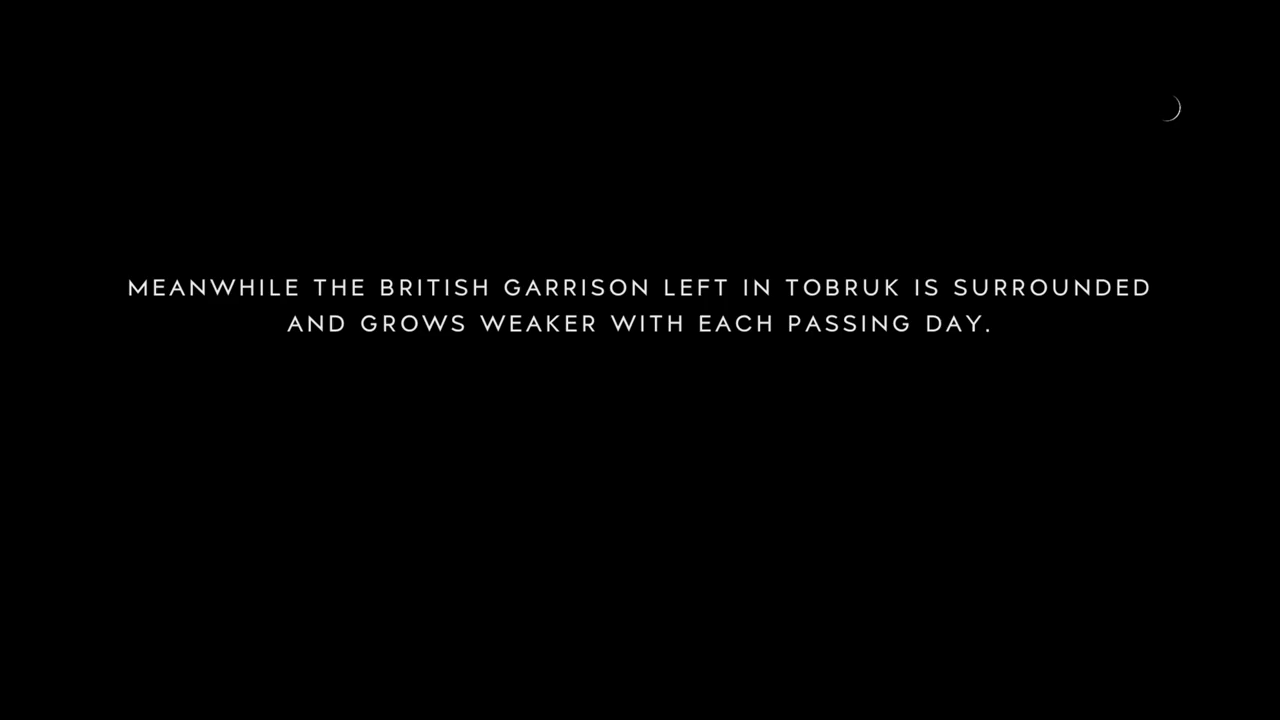 MEANWHILE THE BRITISH GARRISON LEFT IN TOBRUK IS SURROUNDED
AND GROWS WEAKER WITH EACH PASSING DAY.